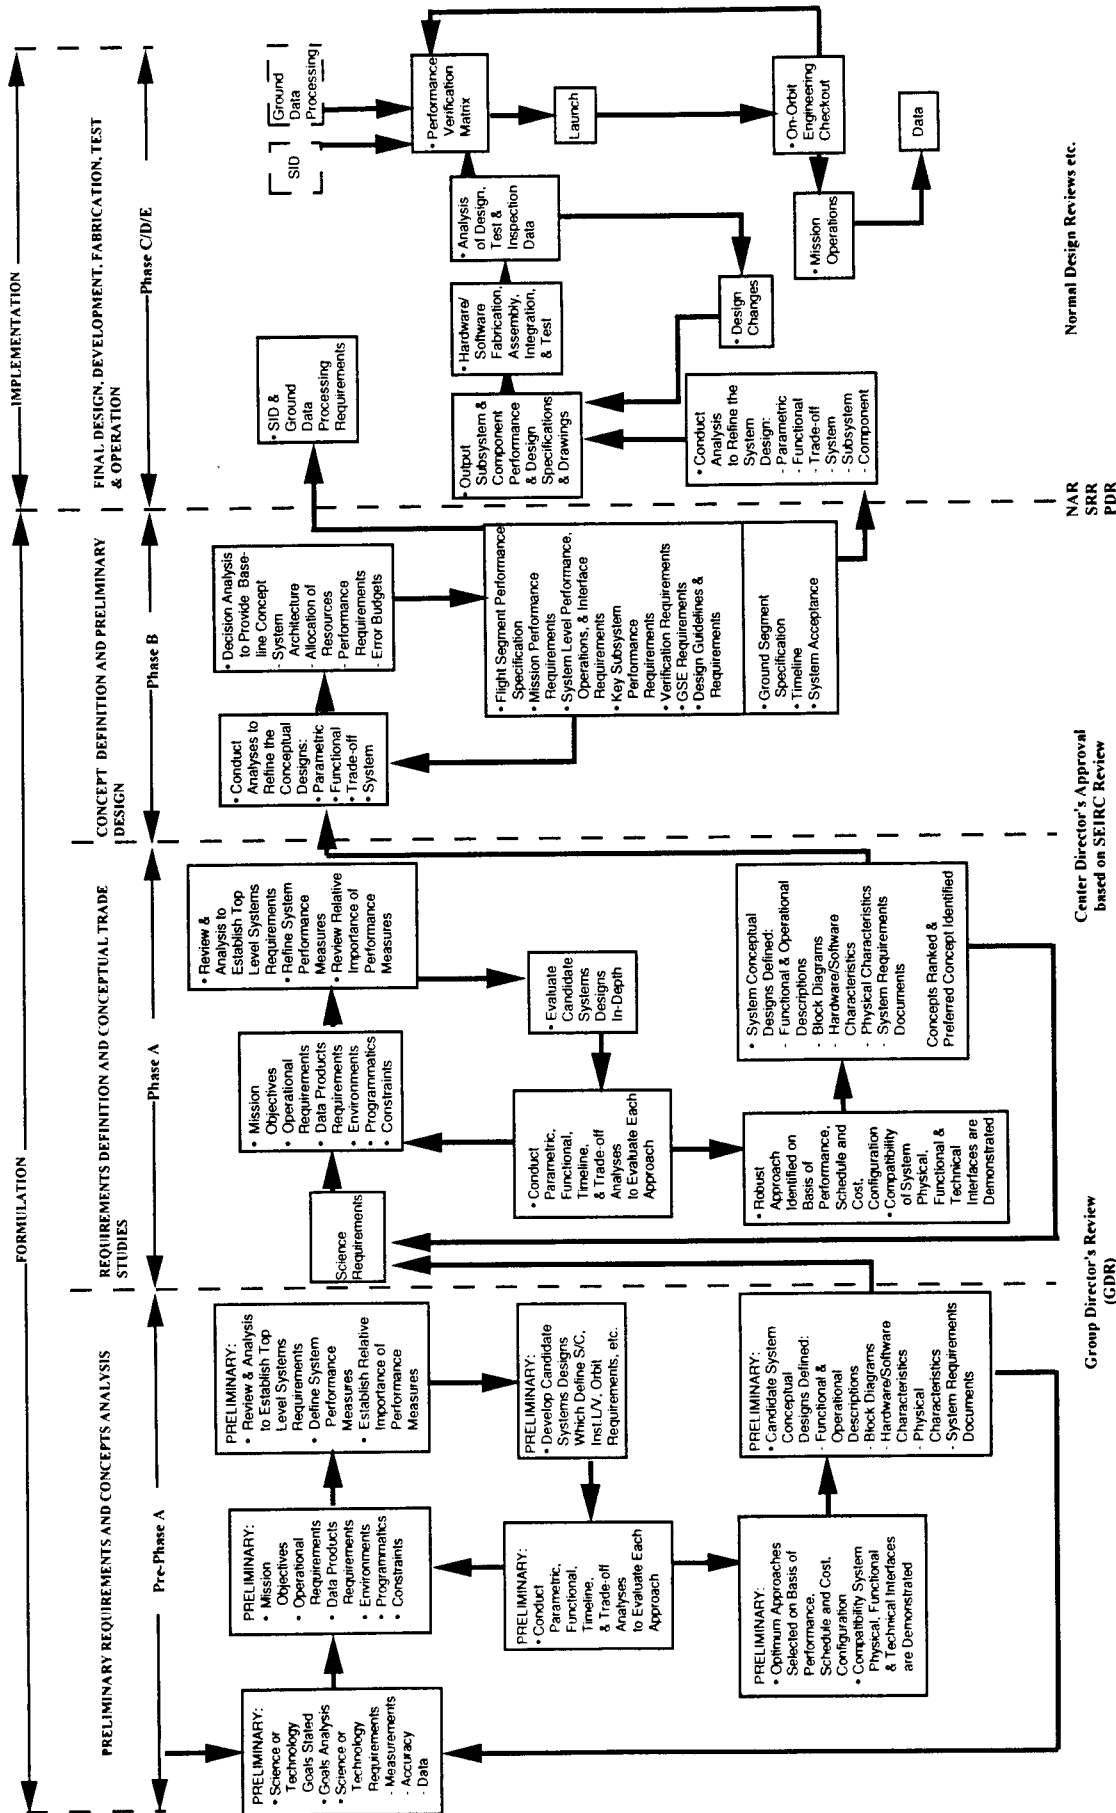 FORMULATION
IMPLEMENTATION
PRELIMINARY REQUIREMENTS AND CONCEPTS ANALYSIS
REQUIREMENTS DEFINITION AND CONCEPTUAL TRADE
STUDIES
CONCEPT DEFINITION AND PRELIMINARY
DESIGN
FINAL DESIGN, DEVELOPMENT, FABRICATION, TEST
& OPERATION
Pre-Phase A
Phase A
Phase B
Phase C/D/E
PRELIMINARY:
• Science or
Technology
Goals Stated
• Goals Analysis
• Science or
Technology
Requirements
- Measurements
- Accuracy
- Data
PRELIMINARY:
• Mission
Objectives
• Operational
Requirements
• Data Products
Requirements
• Environments
• Programmatics
• Constraints
PRELIMINARY:
• Review & Analysis
to Establish Top
Level Systems
Requirements
• Define System
Performance
Measures
• Establish Relative
Importance of
Performance
Measures
PRELIMINARY:
• Develop Candidate
Systems Designs
Which Define S/C,
Inst.L/V, Orbit
Requirements, etc.
PRELIMINARY:
• Conduct
Parametric,
Functional,
Timeline,
& Trade-off
Analyses
to Evaluate Each
Approach
PRELIMINARY:
• Optimum Approaches
Selected on Basis of
Performance,
Schedule and Cost,
Configuration
• Compatibility System
Physical, Functional
& Technical Interfaces
are Demonstrated
PRELIMINARY:
• Candidate System
Conceptual
Designs Defined:
- Functional &
Operational
Descriptions
- Block Diagrams
- Hardware/Software
Characteristics
- Physical
Characteristics
- System Requirements
Documents
Science
Requirements
• Mission
Objectives
• Operational
Requirements
• Data Products
Requirements
• Environments
• Programmatics
• Constraints
• Review &
Analysis to
Establish Top
Level Systems
Requirements
• Refine System
Performance
Measures
• Review Relative
Importance of
Performance
Measures
• Evaluate
Candidate
Systems
Designs
In-Depth
• Conduct
Parametric,
Functional,
Timeline,
& Trade-off
Analyses
to Evaluate Each
Approach
• Robust
Approach
Identified on
Basis of
Performance,
Schedule and
Cost,
Configuration
• Compatibility
of System
Physical,
Functional &
Technical
Interfaces are
Demonstrated
• System Conceptual
Designs Defined:
- Functional & Operational
Descriptions
- Block Diagrams
- Hardware/Software
Characteristics
- Physical Characteristics
- System Requirements
Documents
Concepts Ranked &
Preferred Concept Identified
• Conduct
Analyses to
Refine the
Conceptual
Designs:
• Parametric
• Functional
• Trade-off
• System
• Decision Analysis
to Provide Base-
line Concept
- System
Architecture
- Allocation of
Resources
- Performance
Requirements
- Error Budgets
• Flight Segment Performance
Specification
• Mission Performance
Requirements
• System Level Performance,
Operations, & Interface
Requirements
• Key Subsystem
Performance
Requirements
• Verification Requirements
• GSE Requirements
• Design Guidelines &
Requirements
• Ground Segment
Specification
• Timeline
• System Acceptance
• SID &
Ground
Data
Processing
Requirements
• Output
Subsystem &
Component
Performance
& Design
Specifications
& Drawings
• Hardware/
Software
Fabrication,
Assembly,
Integration,
& Test
• Analysis
of Design,
Test &
Inspection
Data
SID
Ground
Data
Processing
• Performance
Verification
Matrix
Launch
• Conduct
Analysis
to Refine the
System
Design:
- Parametric
- Functional
- Trade-off
- System
- Subsystem
- Component
• Design
Changes
• On-Orbit
Engineering
Checkout
• Mission
Operations
Data
Group Director's Review
(GDR)
Center Director's Approval
based on SEIRC Review
NAR
SRR
PDR
Normal Design Reviews etc.